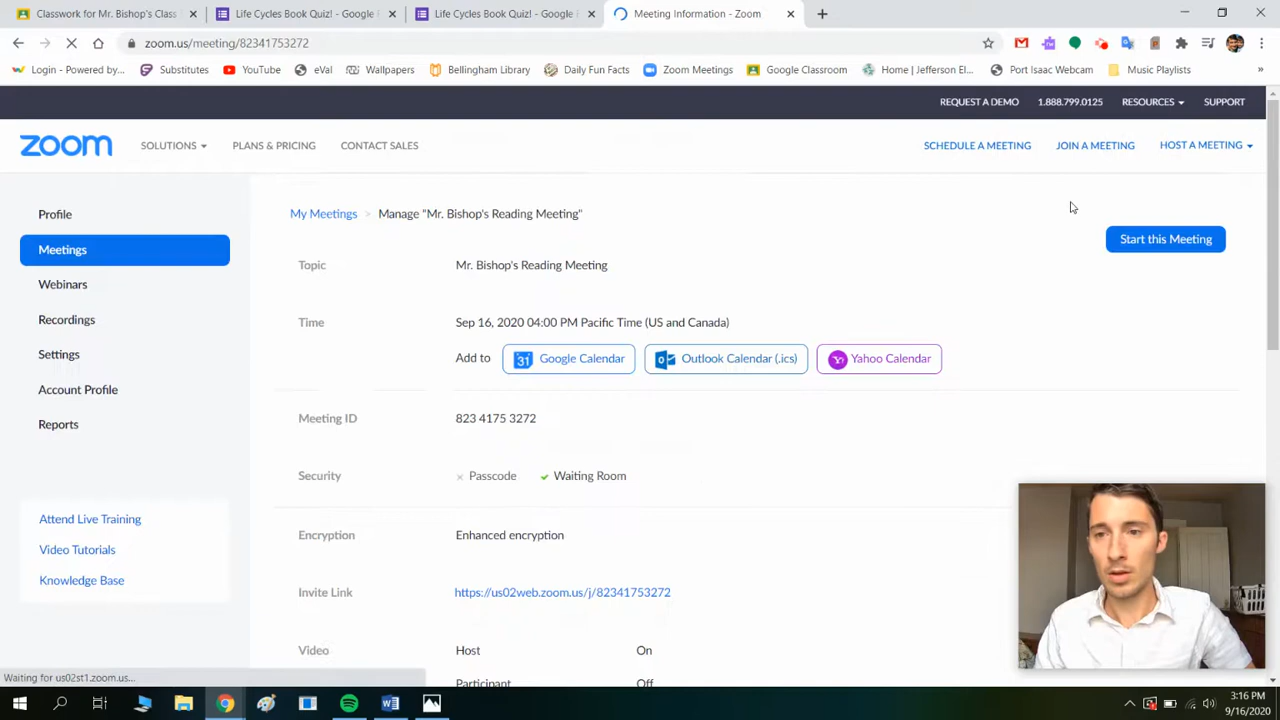 Classwork for Mr. Bishop's Class
Life Cycles Book Quiz! - Google F
Life Cycles Book Quiz! - Google F
Meeting Information - Zoom
zoom.us/meeting/82341753272
Login - Powered by...
Substitutes
YouTube
eVal
Wallpapers
Bellingham Library
Daily Fun Facts
Zoom Meetings
Google Classroom
Home | Jefferson El...
Port Isaac Webcam
Music Playlists
REQUEST A DEMO 1.888.799.0125 RESOURCES SUPPORT
zoom SOLUTIONS PLANS & PRICING CONTACT SALES SCHEDULE A MEETING JOIN A MEETING HOST A MEETING
Profile
Meetings
Webinars
Recordings
Settings
Account Profile
Reports
Attend Live Training
Video Tutorials
Knowledge Base
My Meetings > Manage "Mr. Bishop's Reading Meeting"
Start this Meeting
Topic Mr. Bishop's Reading Meeting
Time Sep 16, 2020 04:00 PM Pacific Time (US and Canada)
Add to 31 Google Calendar Outlook Calendar (.ics) Yahoo Calendar
Meeting ID 823 4175 3272
Security Passcode Waiting Room
Encryption Enhanced encryption
Invite Link https://us02web.zoom.us/j/82341753272
Video Host On
Participant Off
Waiting for us02st1.zoom.us...
3:16 PM
9/16/2020